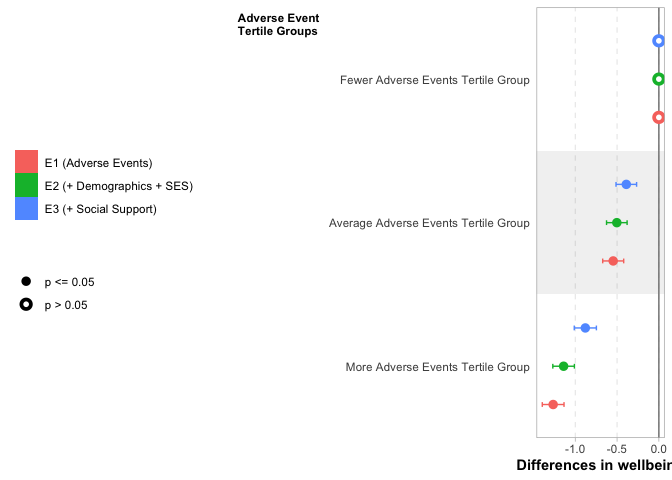 Adverse Event
Tertile Groups
Fewer Adverse Events Tertile Group
E1 (Adverse Events)
E2 (+ Demographics + SES)
E3 (+ Social Support)
Average Adverse Events Tertile Group
p <= 0.05
p > 0.05
More Adverse Events Tertile Group
-1.0 -0.5 0.0
Differences in